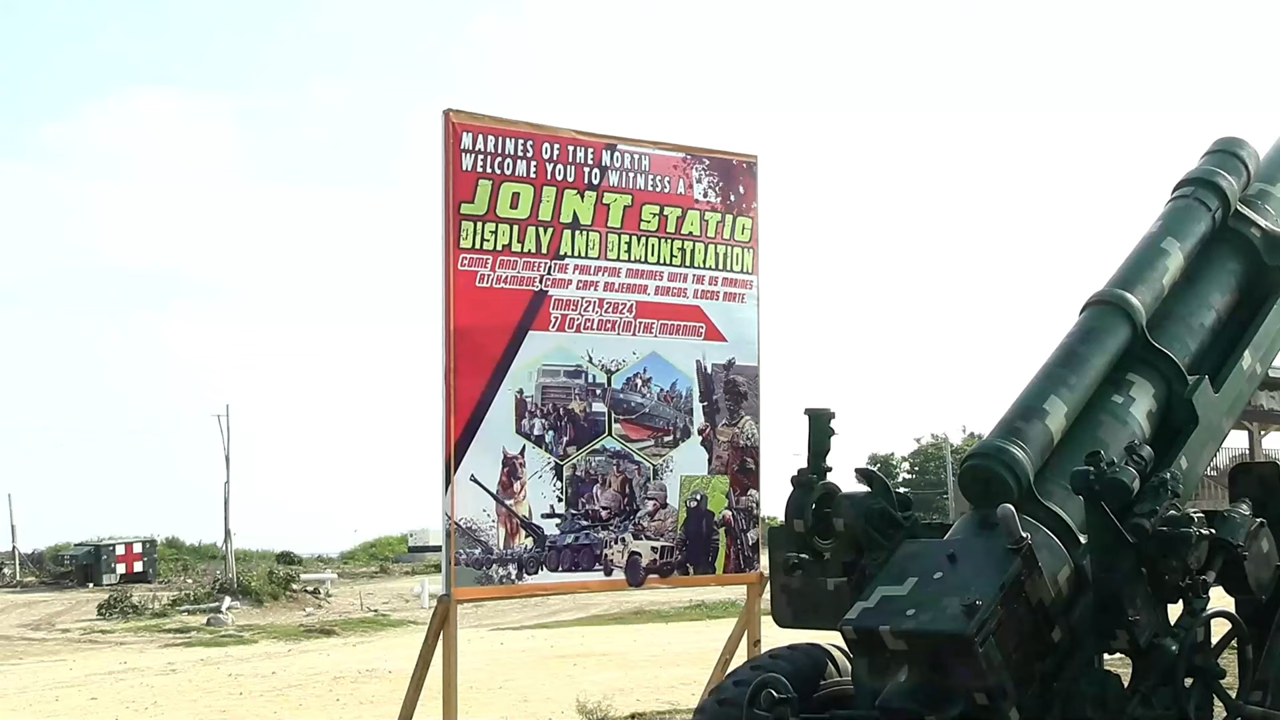 MARINES OF THE NORTH
WELCOME YOU TO WITNESS A
JOINT STATIC
DISPLAY AND DEMONSTRATION
COME AND MEET THE PHILIPPINE MARINES WITH THE US MARINES
AT H4MBDE, CAMP CAPE BOJEADOR, BURGOS, ILOCOS NORTE.
MAY 21, 2024
7 O'CLOCK IN THE MORNING